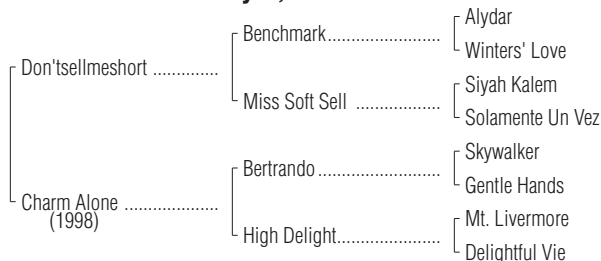 Alydar
Benchmark....................
Winters' Love
Don'tsellmeshort .............
Siyah Kalem
Miss Soft Sell ...............
Solamente Un Vez
Skywalker
Bertrando......................
Gentle Hands
Charm Alone ..................
(1998)
Mt. Livermore
High Delight..................
Delightful Vie